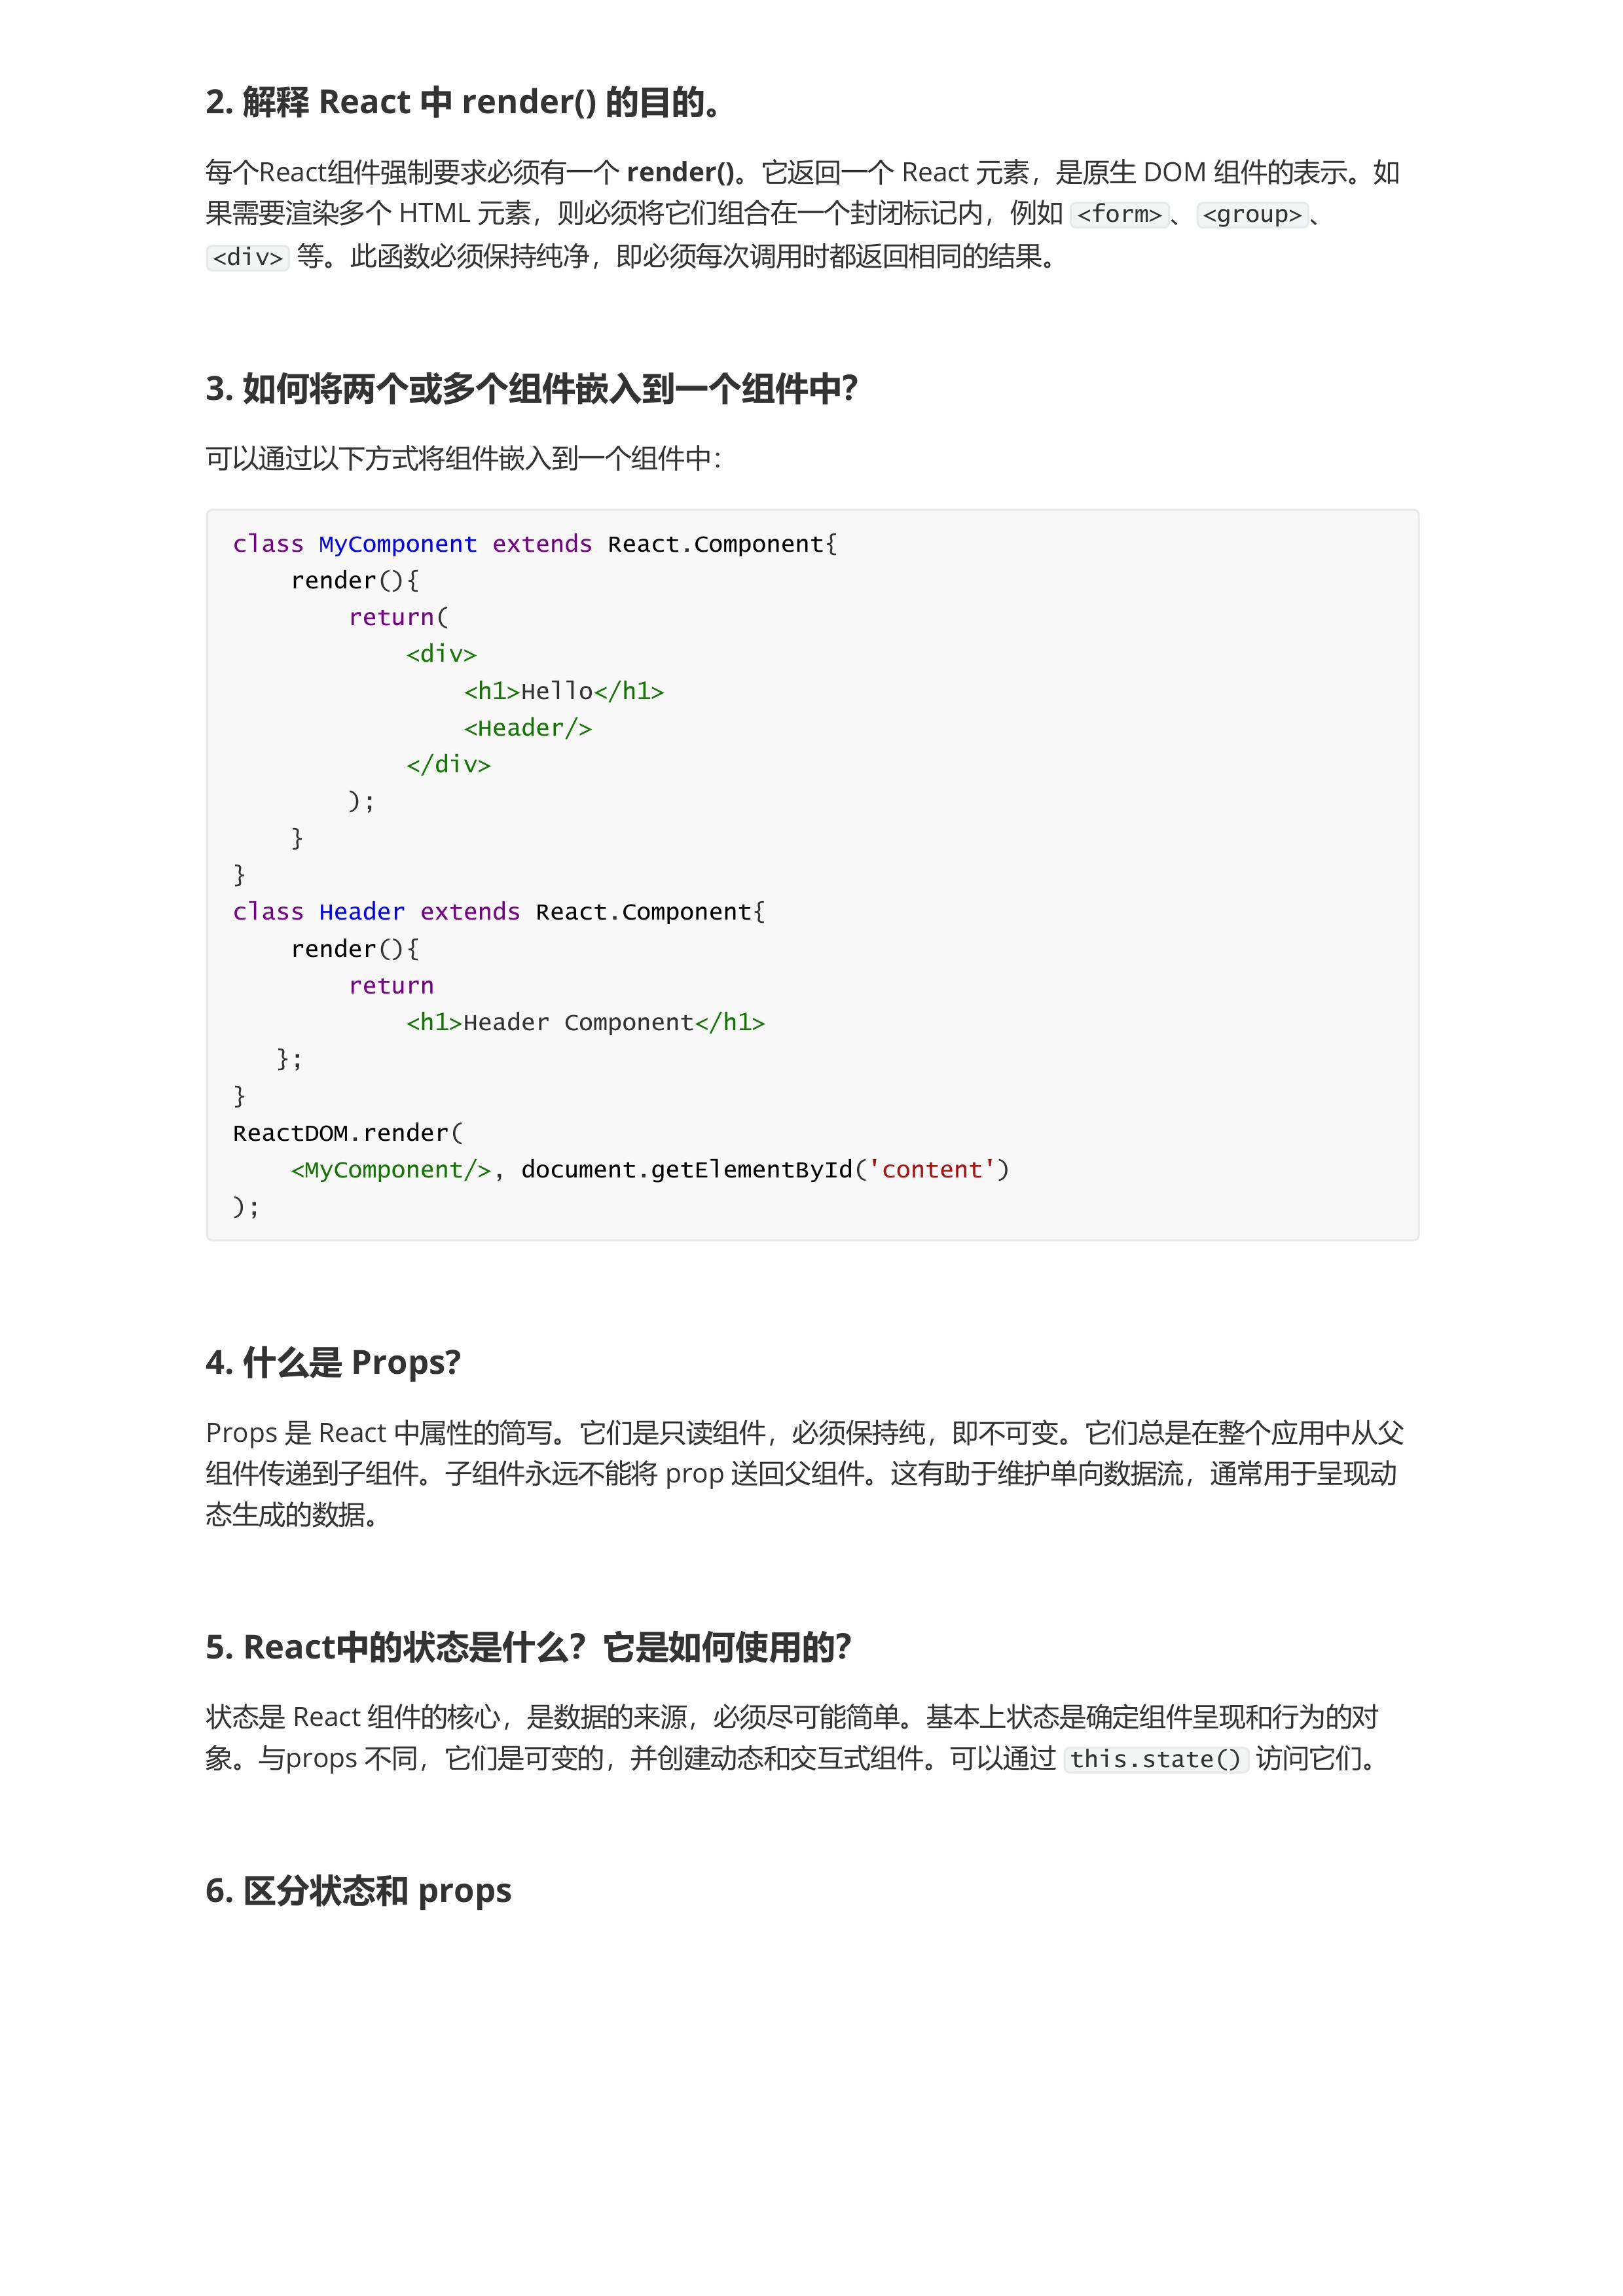 2. 解释 React 中 render() 的目的。
每个React组件强制要求必须有一个 render()。它返回一个 React 元素，是原生 DOM 组件的表示。如
果需要渲染多个 HTML 元素，则必须将它们组合在一个封闭标记内，例如 <form>、<group>、
<div> 等。此函数必须保持纯净，即必须每次调用时都返回相同的结果。
3. 如何将两个或多个组件嵌入到一个组件中？
可以通过以下方式将组件嵌入到一个组件中：
class MyComponent extends React.Component{
    render(){
        return(
            <div>
                <h1>Hello</h1>
                <Header/>
            </div>
        );
    }
}
class Header extends React.Component{
    render(){
        return
            <h1>Header Component</h1>
   };
}
ReactDOM.render(
    <MyComponent/>, document.getElementById('content')
);
4. 什么是 Props?
Props 是 React 中属性的简写。它们是只读组件，必须保持纯，即不可变。它们总是在整个应用中从父
组件传递到子组件。子组件永远不能将 prop 送回父组件。这有助于维护单向数据流，通常用于呈现动
态生成的数据。
5. React中的状态是什么？它是如何使用的？
状态是 React 组件的核心，是数据的来源，必须尽可能简单。基本上状态是确定组件呈现和行为的对
象。与props 不同，它们是可变的，并创建动态和交互式组件。可以通过 this.state() 访问它们。
6. 区分状态和 props